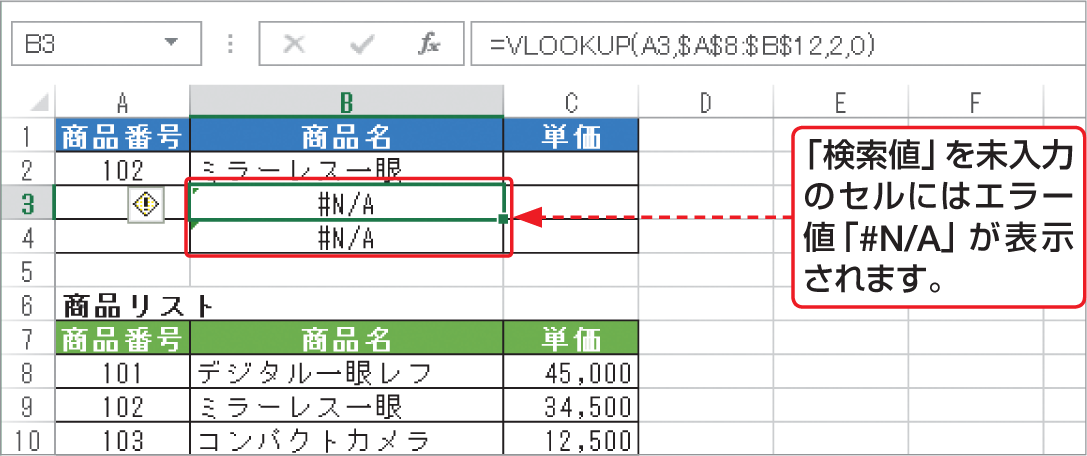 B3 fx =VLOOKUP(A3,$A$8:$B$12,2,0)
A B C D E F
1 商品番号 商品名 単価
2 102 ミラーレス一眼
3 #N/A
4 #N/A
5
6 商品リスト
7 商品番号 商品名 単価
8 101 デジタル一眼レフ 45,000
9 102 ミラーレス一眼 34,500
10 103 コンパクトカメラ 12,500
「検索値」を未入力
のセルにはエラー
値「#N/A」が表示
されます。